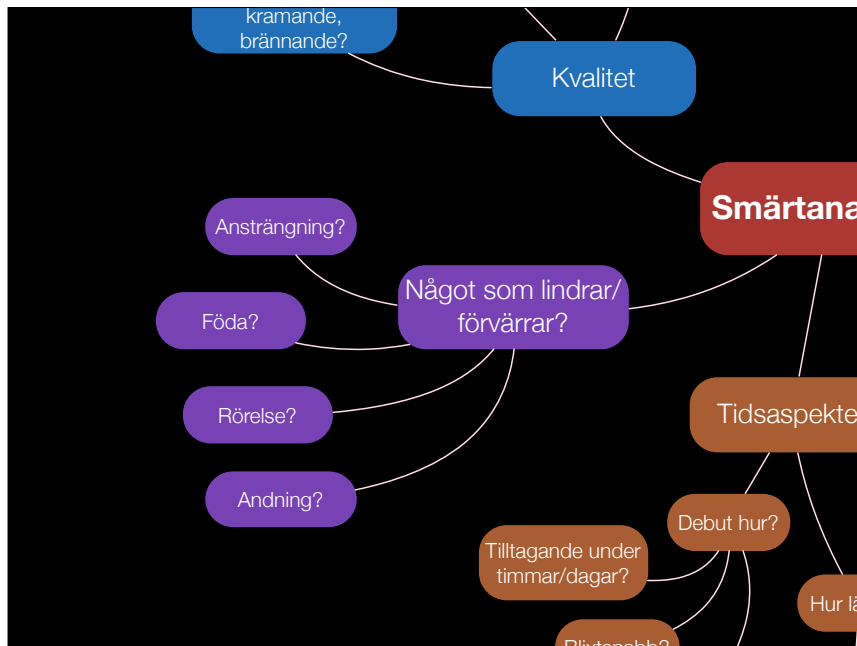 kramande,
brännande?
Kvalitet
Smärtana
Ansträngning?
Något som lindrar/
förvärrar?
Föda?
Rörelse?
Tidsaspekte
Andning?
Debut hur?
Tilltagande under
timmar/dagar?
Hur lä
Blixtsnabb?